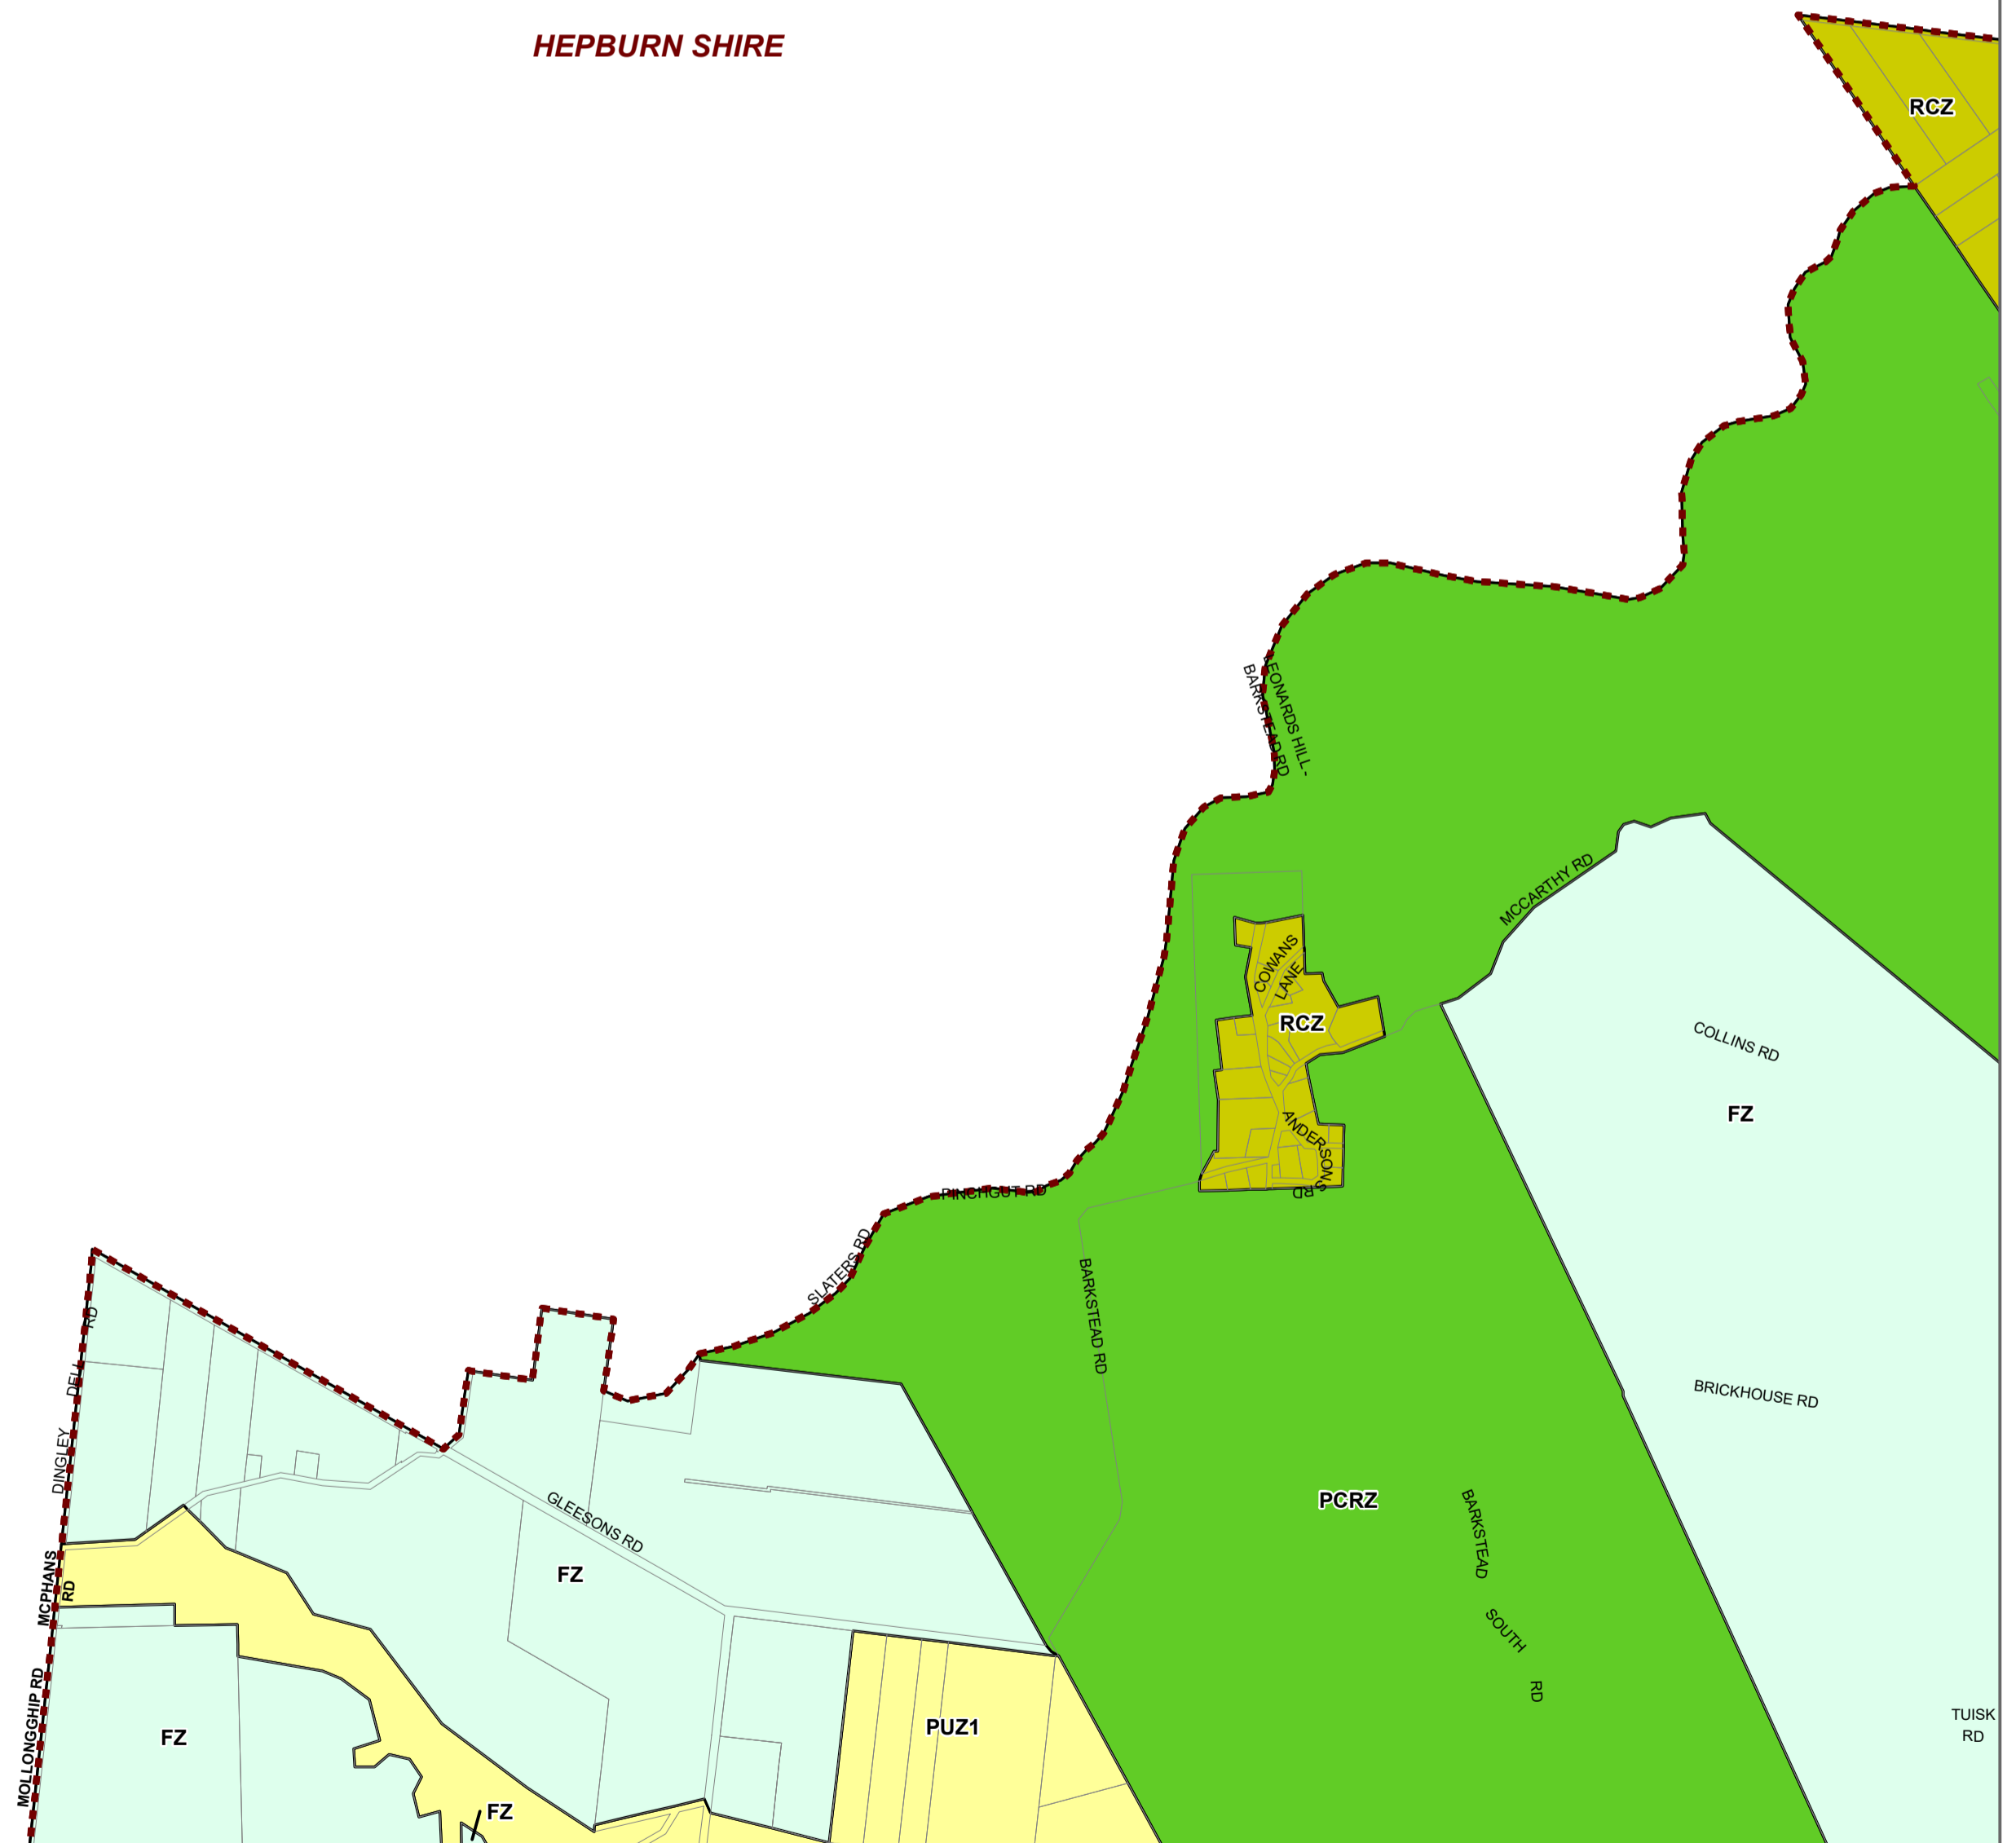 HEPBURN SHIRE
RCZ
LEONARDS HILL -
BARKSTEAD RD
MCCARTHY RD
COWANS
LANE
RCZ
COLLINS RD
FZ
ANDERSONS RD
PINCHGUT RD
SLATERS RD
BARKSTEAD RD
DINGLEY DELL RD
BRICKHOUSE RD
GLEESONS RD
PCRZ
BARKSTEAD SOUTH RD
FZ
MCPHANS
RD
MOLLONGGHIP RD
FZ
PUZ1
TUISK
RD
FZ